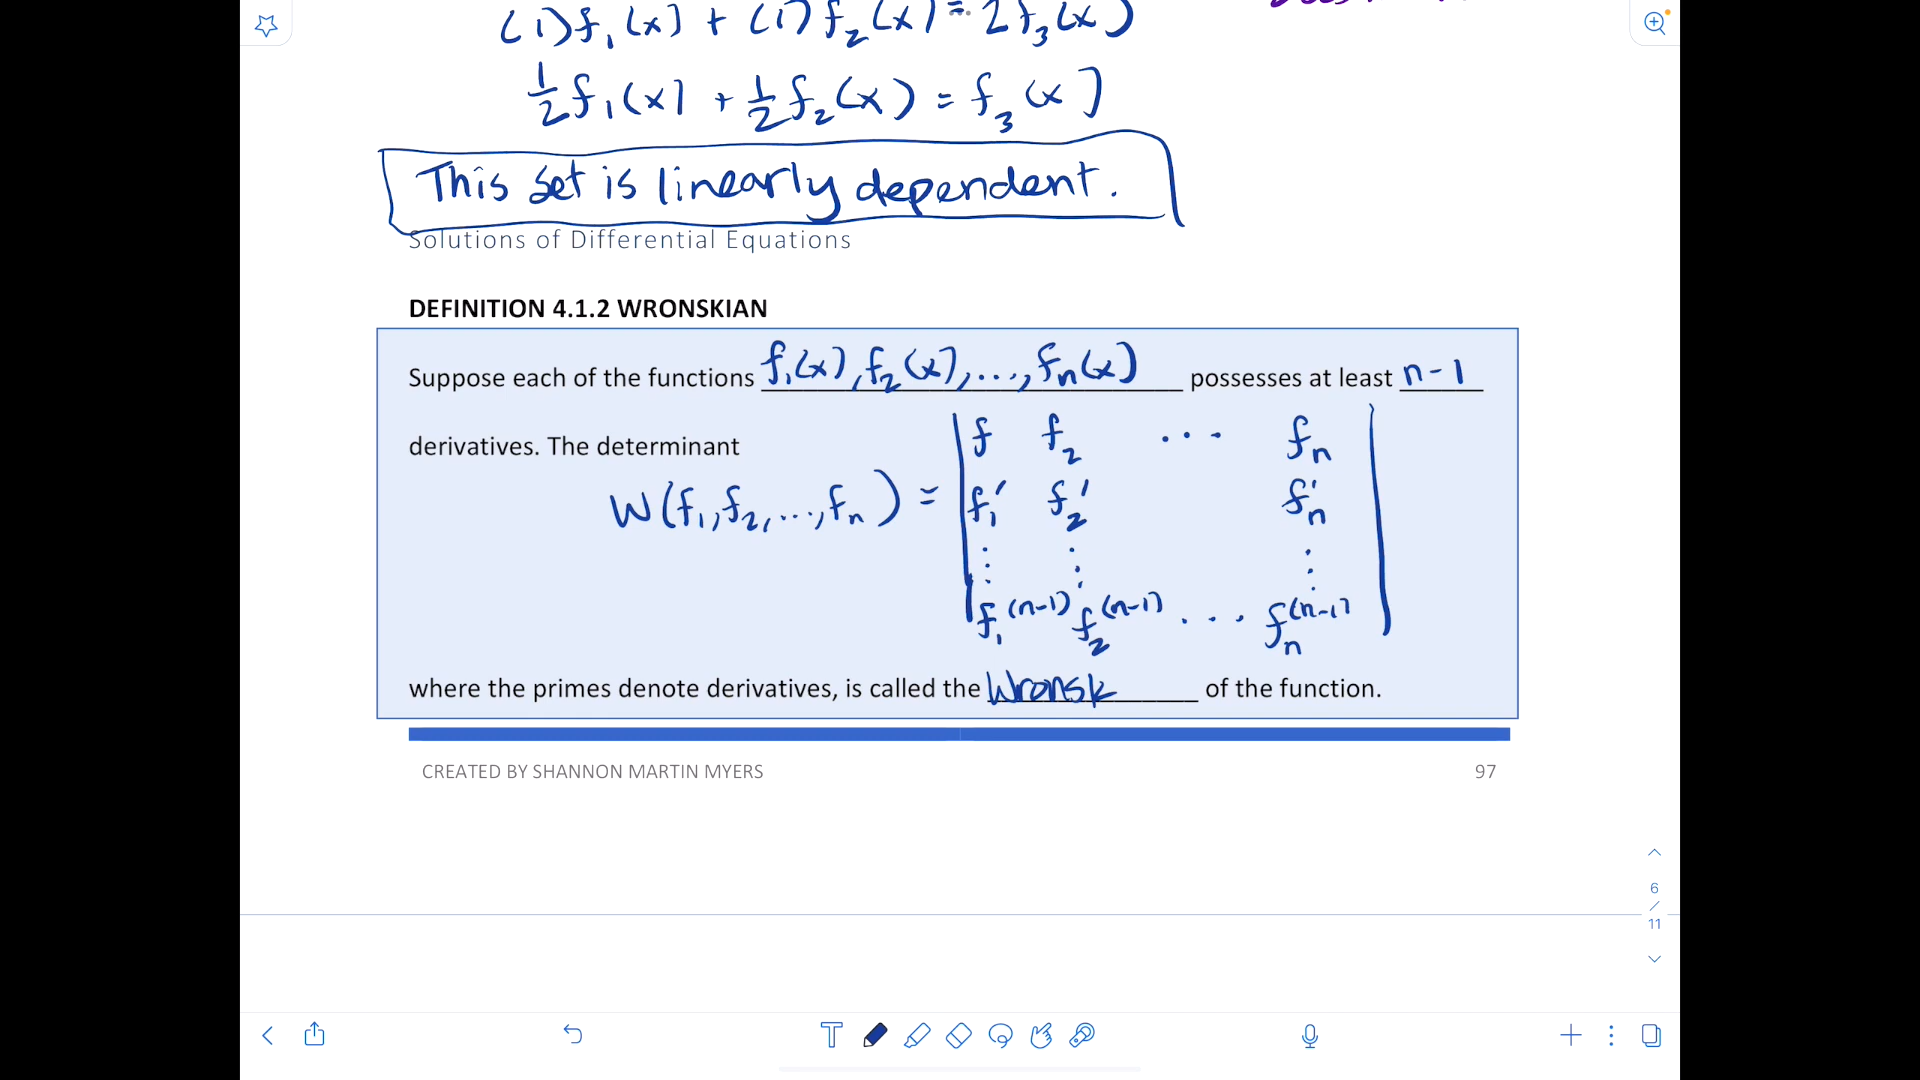 (1)f₁(x) + (1)f₂(x) = 2f₃(x)
½f₁(x) + ½f₂(x) = f₃(x)
This set is linearly dependent.
Solutions of Differential Equations
DEFINITION 4.1.2 WRONSKIAN
Suppose each of the functions f₁(x), f₂(x), ..., fₙ(x) possesses at least n-1
derivatives. The determinant
W(f₁, f₂, ..., fₙ) =
| f f₂ ... fₙ |
| f₁' f₂' fₙ' |
| ⋮ ⋮ ⋮ |
| f₁⁽ⁿ⁻¹⁾ f₂⁽ⁿ⁻¹⁾ ... fₙ⁽ⁿ⁻¹⁾ |
where the primes denote derivatives, is called the Wronsk of the function.
CREATED BY SHANNON MARTIN MYERS 97
6
/
11
T